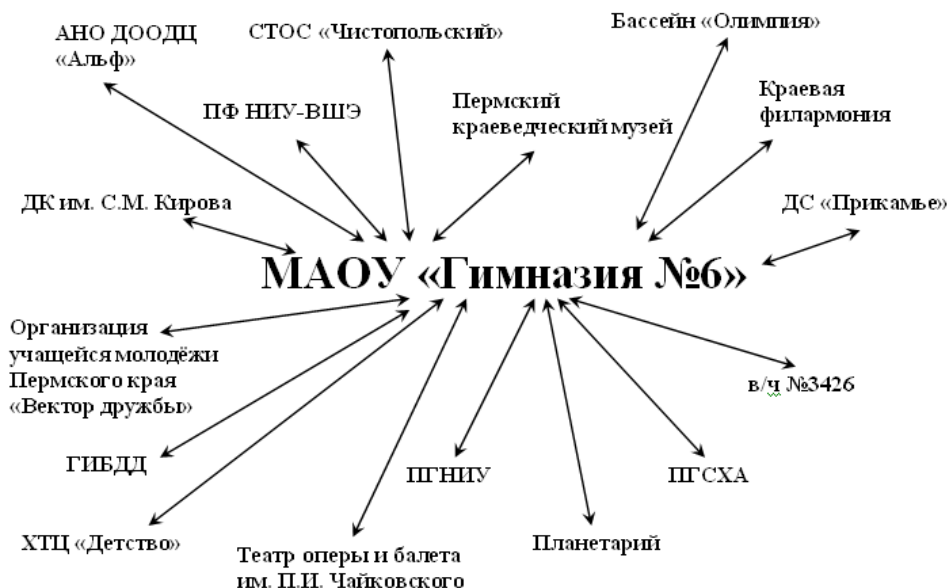 АНО ДООДЦ
«Альф»
СТОС «Чистопольский»
Бассейн «Олимпия»
ПФ НИУ-ВШЭ
Пермский
краеведческий музей
Краевая
филармония
ДК им. С.М. Кирова
ДС «Прикамье»
МАОУ «Гимназия №6»
Организация
учащейся молодёжи
Пермского края
«Вектор дружбы»
в/ч №3426
ГИБДД
ПГНИУ
ПГСХА
ХТЦ «Детство»
Театр оперы и балета
им. П.И. Чайковского
Планетарий